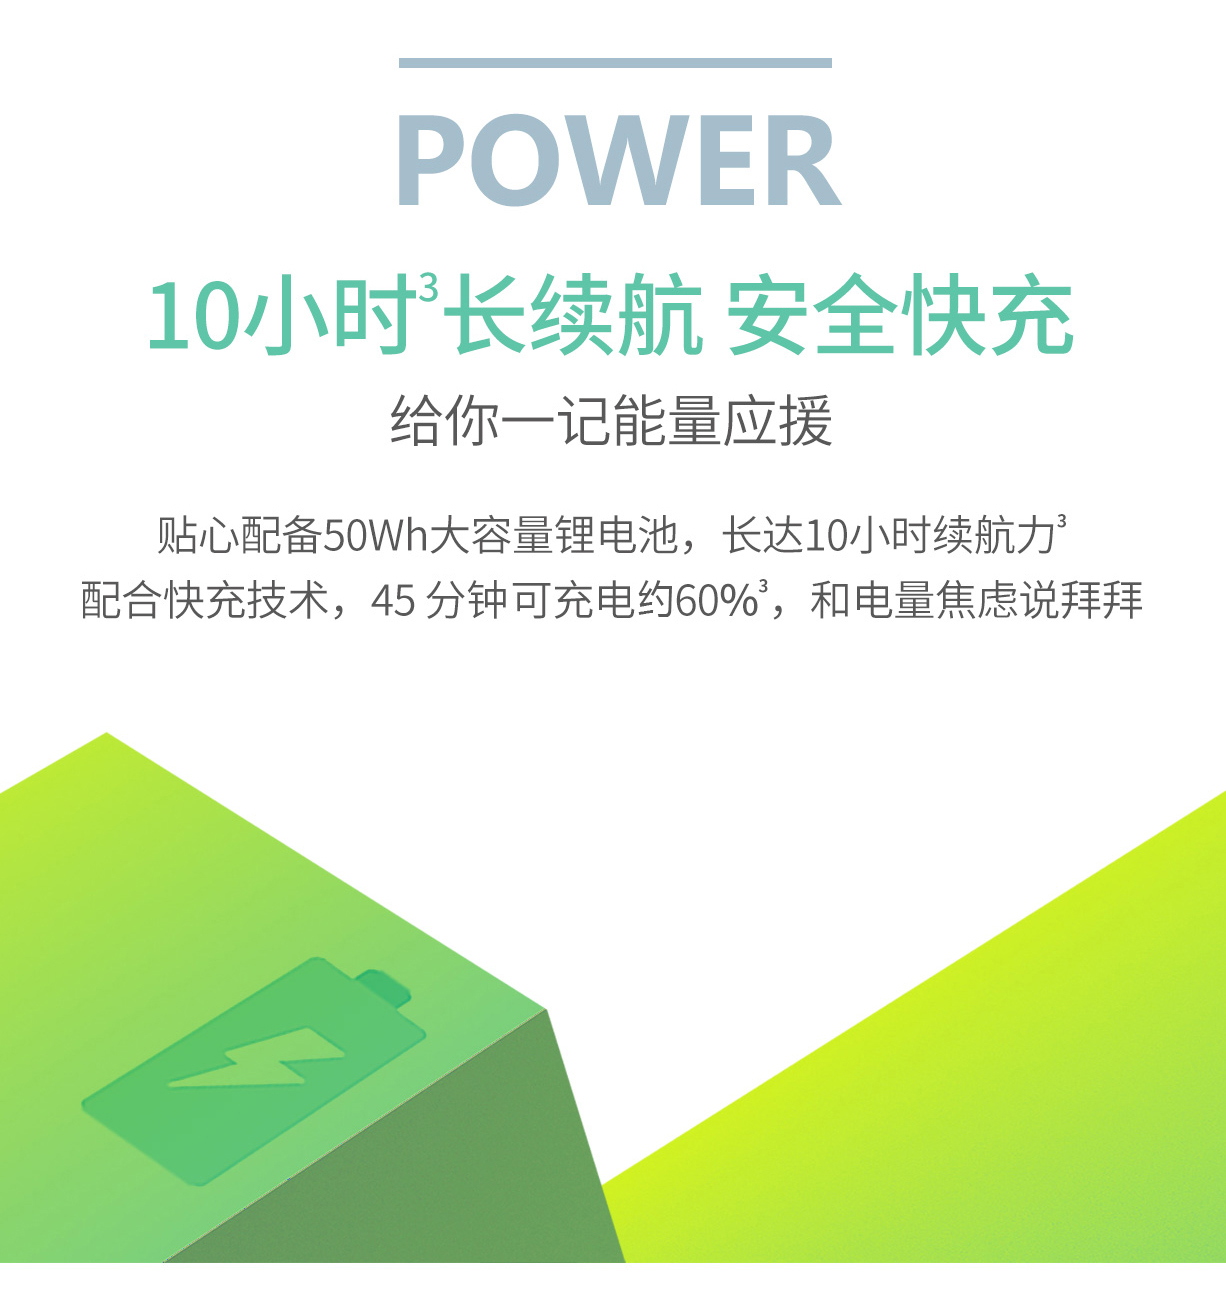 POWER
10小时³长续航 安全快充
给你一记能量应援
贴心配备50Wh大容量锂电池，长达10小时续航力³
配合快充技术，45 分钟可充电约60%³，和电量焦虑说拜拜